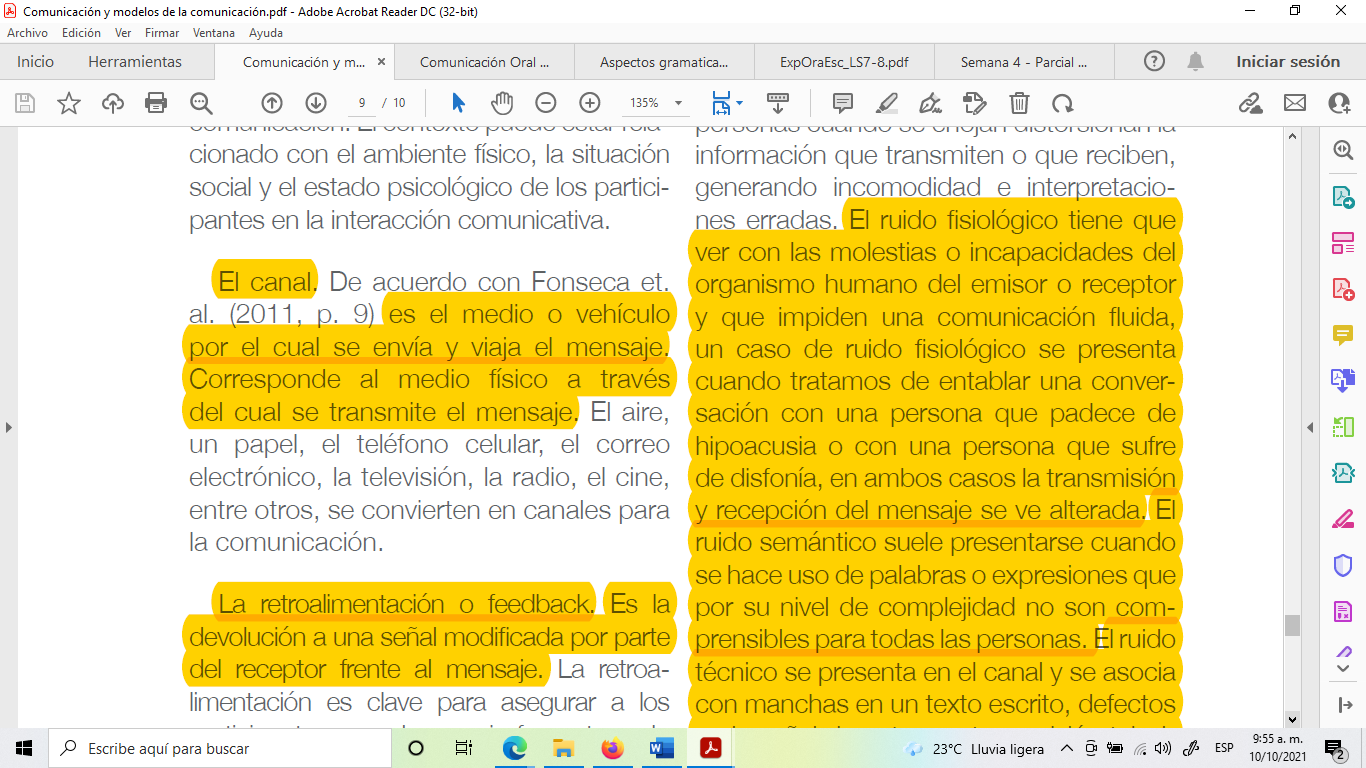 Comunicación y modelos de la comunicación.pdf - Adobe Acrobat Reader DC (32-bit)
Archivo Edición Ver Firmar Ventana Ayuda
Inicio Herramientas Comunicación y m... × Comunicación Oral ... Aspectos gramatica... ExpOraEsc_LS7-8.pdf Semana 4 - Parcial ... Iniciar sesión
9 / 10 135%
comunicación. El contexto puede estar rela-
cionado con el ambiente físico, la situación
social y el estado psicológico de los partici-
pantes en la interacción comunicativa.
El canal. De acuerdo con Fonseca et.
al. (2011, p. 9) es el medio o vehículo
por el cual se envía y viaja el mensaje.
Corresponde al medio físico a través
del cual se transmite el mensaje. El aire,
un papel, el teléfono celular, el correo
electrónico, la televisión, la radio, el cine,
entre otros, se convierten en canales para
la comunicación.
La retroalimentación o feedback. Es la
devolución a una señal modificada por parte
del receptor frente al mensaje. La retroa-
limentación es clave para asegurar a los
personas cuando se enojan distorsionan la
información que transmiten o que reciben,
generando incomodidad e interpretacio-
nes erradas. El ruido fisiológico tiene que
ver con las molestias o incapacidades del
organismo humano del emisor o receptor
y que impiden una comunicación fluida,
un caso de ruido fisiológico se presenta
cuando tratamos de entablar una conver-
sación con una persona que padece de
hipoacusia o con una persona que sufre
de disfonía, en ambos casos la transmisión
y recepción del mensaje se ve alterada. El
ruido semántico suele presentarse cuando
se hace uso de palabras o expresiones que
por su nivel de complejidad no son com-
prensibles para todas las personas. El ruido
técnico se presenta en el canal y se asocia
con manchas en un texto escrito, defectos
Escribe aquí para buscar
23°C Lluvia ligera ESP 9:55 a. m.
10/10/2021 2